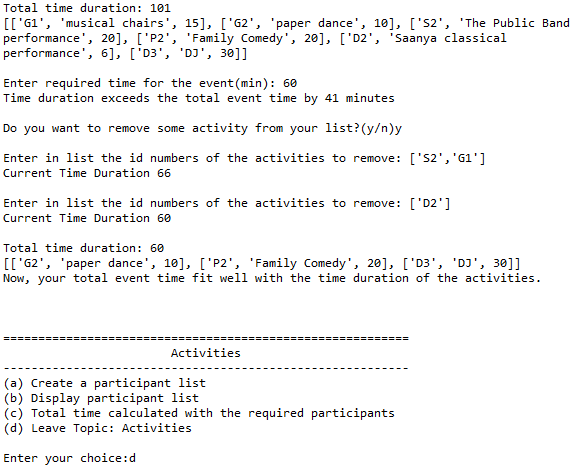 Total time duration: 101
[['G1', 'musical chairs', 15], ['G2', 'paper dance', 10], ['S2', 'The Public Band
performance', 20], ['P2', 'Family Comedy', 20], ['D2', 'Saanya classical
performance', 6], ['D3', 'DJ', 30]]
Enter required time for the event(min): 60
Time duration exceeds the total event time by 41 minutes
Do you want to remove some activity from your list?(y/n)y
Enter in list the id numbers of the activities to remove: ['S2','G1']
Current Time Duration 66
Enter in list the id numbers of the activities to remove: ['D2']
Current Time Duration 60
Total time duration: 60
[['G2', 'paper dance', 10], ['P2', 'Family Comedy', 20], ['D3', 'DJ', 30]]
Now, your total event time fit well with the time duration of the activities.
==========================================================
Activities
----------------------------------------------------------
(a) Create a participant list
(b) Display participant list
(c) Total time calculated with the required participants
(d) Leave Topic: Activities
Enter your choice:d